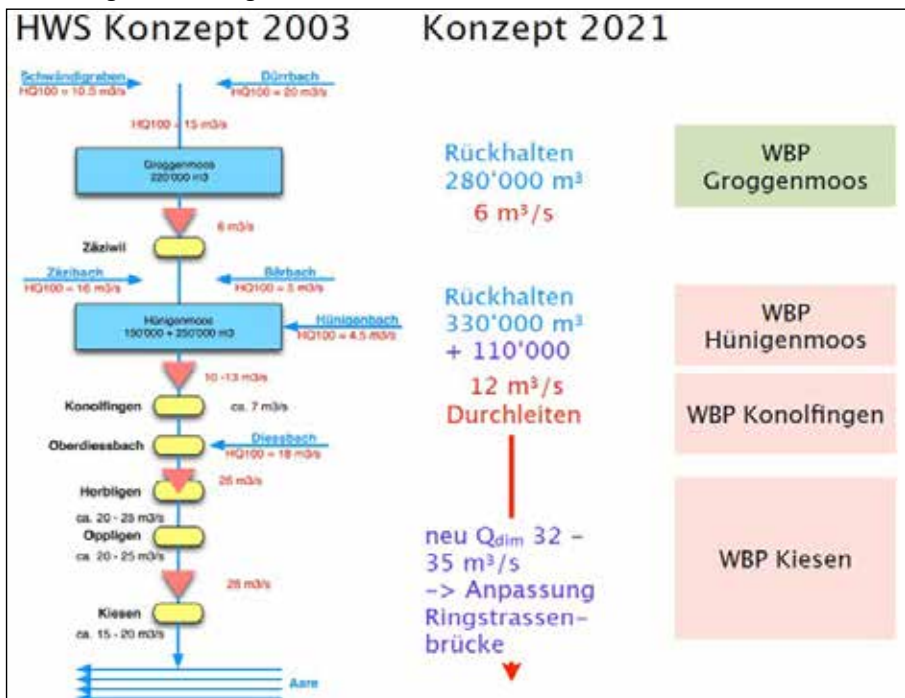 HWS Konzept 2003
Konzept 2021
Schwändigraben
HQ100 = 10.5 m3/s
Dürrbach
HQ100 = 20 m3/s
HQ100 = 15 m3/s
Groggenmoos
220'000 m3
6 m3/s
Zäziwil
Zäzibach
HQ100 = 16 m3/s
Bärbach
HQ100 = 5 m3/s
Hünigenmoos
150'000 + 250'000 m3
Hünigenbach
HQ100 = 4.5 m3/s
10 -13 m3/s
Konolfingen
ca. 7 m3/s
Oberdiessbach
Diessbach
HQ100 = 18 m3/s
26 m3/s
Herbligen
ca. 20 - 25 m3/s
Oppligen
ca. 20 - 25 m3/s
28 m3/s
Kiesen
ca. 15 - 20 m3/s
Aare
Rückhalten
280'000 m³
6 m³/s
Rückhalten
330'000 m³
+ 110'000
12 m³/s
Durchleiten
neu Qdim 32 –
35 m³/s
-> Anpassung
Ringstrassen-
brücke
WBP
Groggenmoos
WBP
Hünigenmoos
WBP Konolfingen
WBP Kiesen